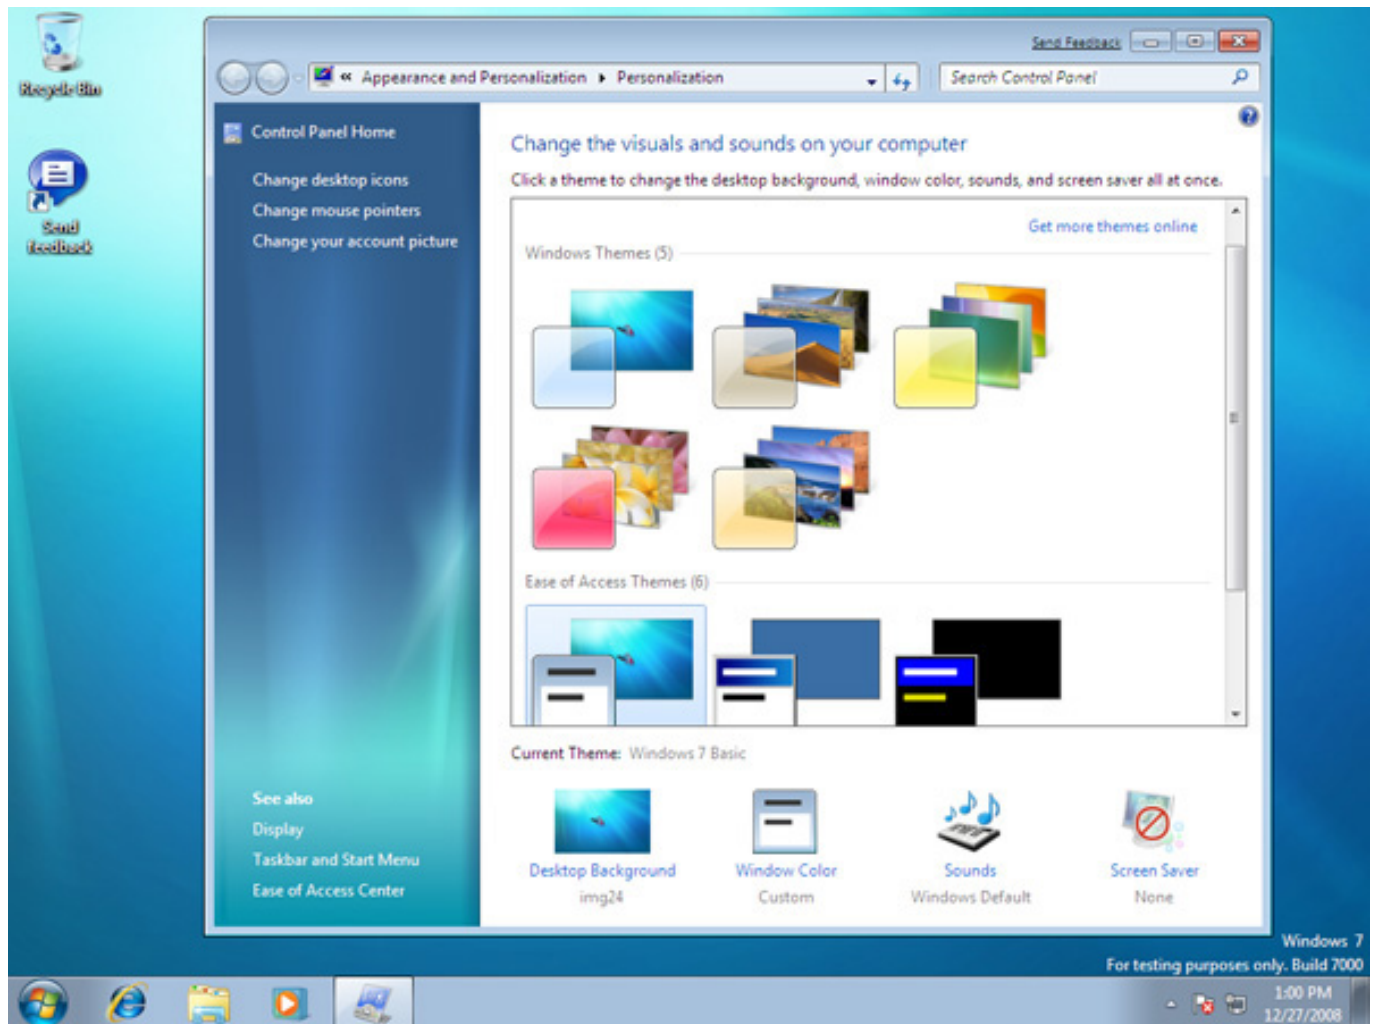 Recycle Bin
Send
feedback
Send Feedback
« Appearance and Personalization ▸ Personalization
Search Control Panel
Control Panel Home
Change desktop icons
Change mouse pointers
Change your account picture
Change the visuals and sounds on your computer
Click a theme to change the desktop background, window color, sounds, and screen saver all at once.
Get more themes online
Windows Themes (5)
Ease of Access Themes (6)
Current Theme: Windows 7 Basic
See also
Display
Taskbar and Start Menu
Ease of Access Center
Desktop Background
img24
Window Color
Custom
Sounds
Windows Default
Screen Saver
None
Windows 7
For testing purposes only. Build 7000
1:00 PM
12/27/2008